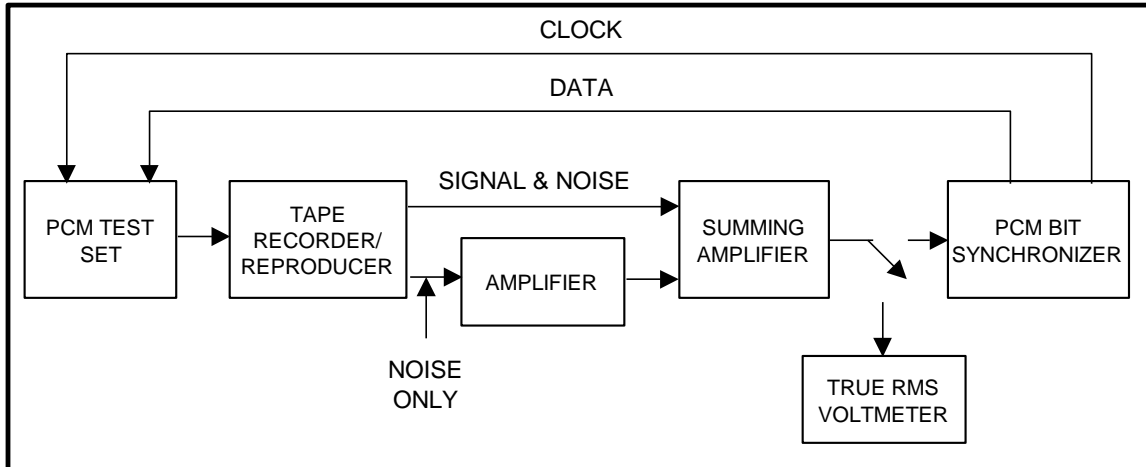 CLOCK
DATA
SIGNAL & NOISE
PCM TEST
SET
TAPE
RECORDER/
REPRODUCER
AMPLIFIER
SUMMING
AMPLIFIER
PCM BIT
SYNCHRONIZER
NOISE
ONLY
TRUE RMS
VOLTMETER